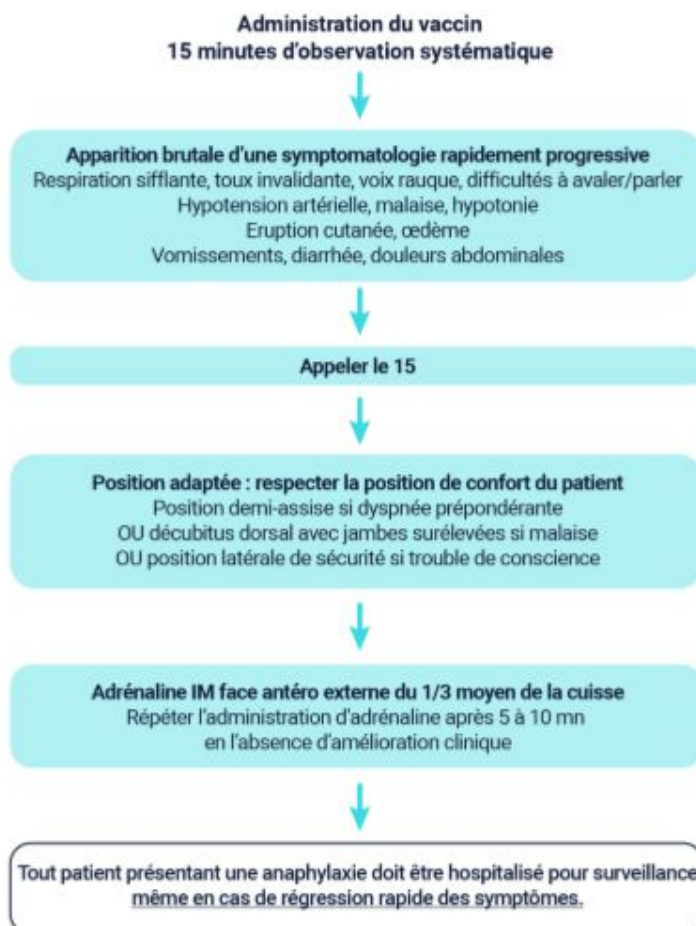 Administration du vaccin
15 minutes d'observation systématique
Apparition brutale d'une symptomatologie rapidement progressive
Respiration sifflante, toux invalidante, voix rauque, difficultés à avaler/parler
Hypotension artérielle, malaise, hypotonie
Eruption cutanée, œdème
Vomissements, diarrhée, douleurs abdominales
Appeler le 15
Position adaptée : respecter la position de confort du patient
Position demi-assise si dyspnée prépondérante
OU décubitus dorsal avec jambes surélevées si malaise
OU position latérale de sécurité si trouble de conscience
Adrénaline IM face antéro externe du 1/3 moyen de la cuisse
Répéter l'administration d'adrénaline après 5 à 10 mn
en l'absence d'amélioration clinique
Tout patient présentant une anaphylaxie doit être hospitalisé pour surveillance
même en cas de régression rapide des symptômes.